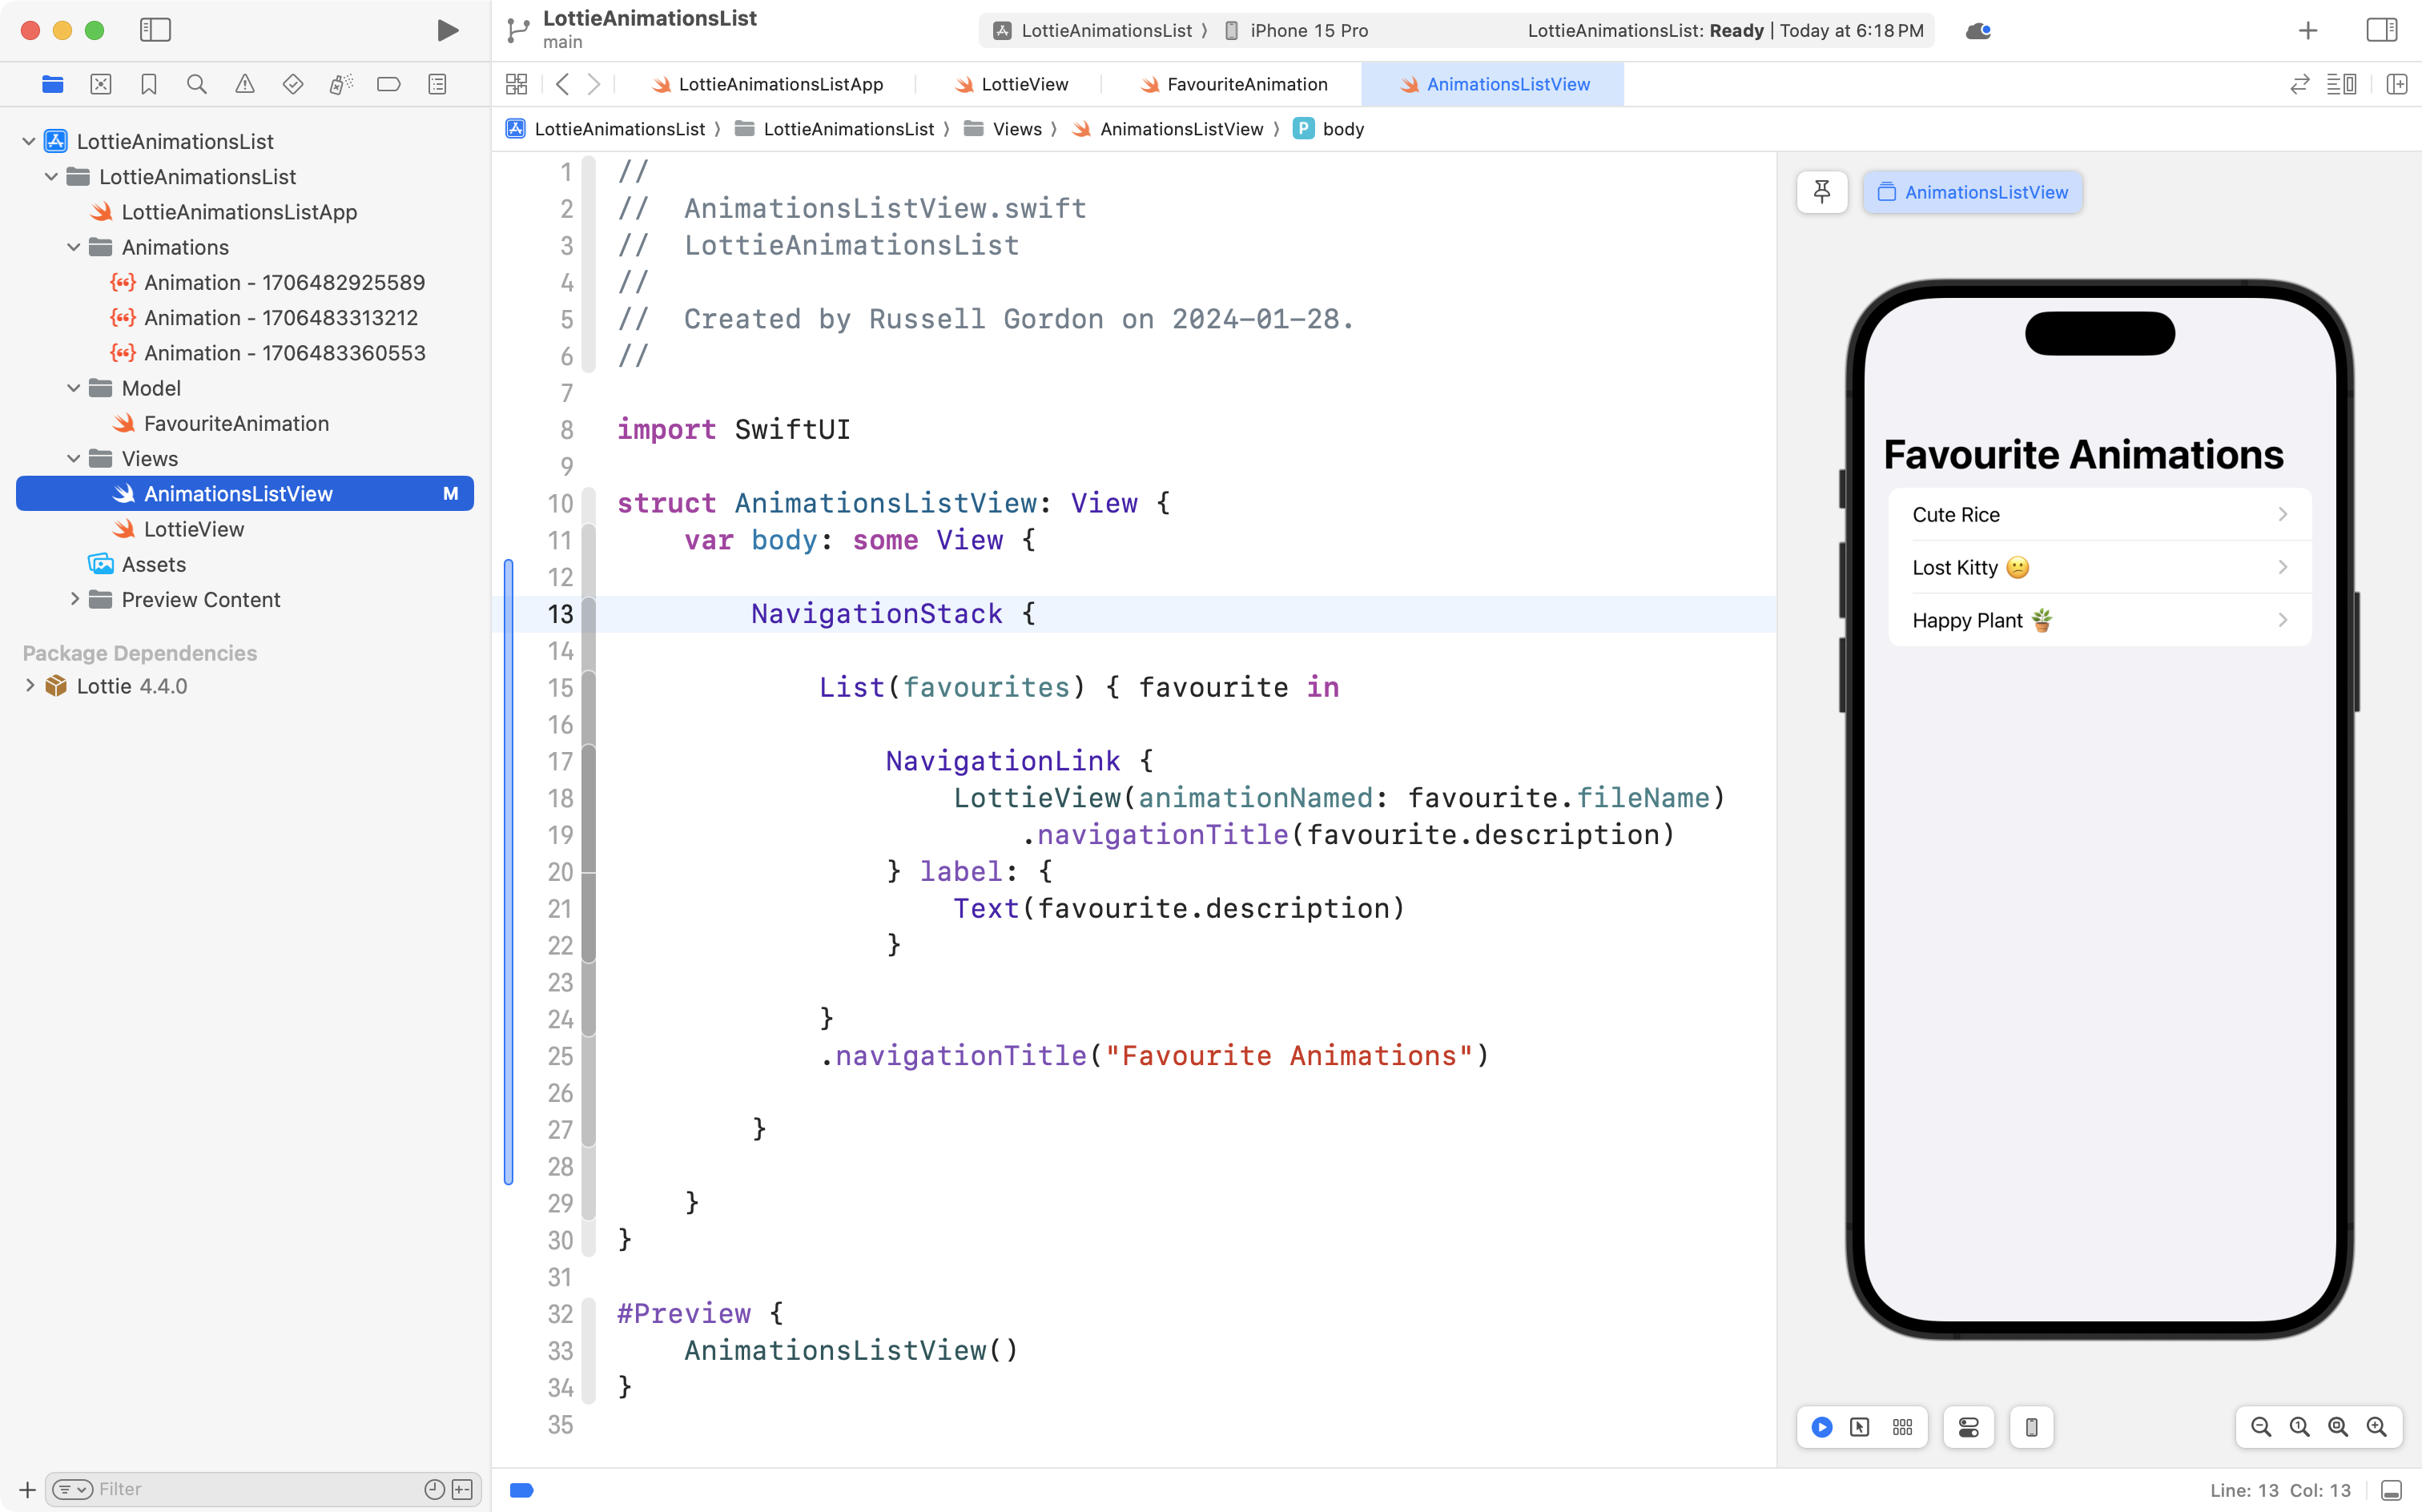 LottieAnimationsList
main
LottieAnimationsList 〉 iPhone 15 Pro
LottieAnimationsList: Ready | Today at 6:18 PM
LottieAnimationsListApp
LottieView
FavouriteAnimation
AnimationsListView
LottieAnimationsList 〉 LottieAnimationsList 〉 Views 〉 AnimationsListView 〉 P body
LottieAnimationsList
LottieAnimationsList
LottieAnimationsListApp
Animations
Animation - 1706482925589
Animation - 1706483313212
Animation - 1706483360553
Model
FavouriteAnimation
Views
AnimationsListView M
LottieView
Assets
Preview Content
Package Dependencies
Lottie 4.4.0
Filter
1 //
2 //  AnimationsListView.swift
3 //  LottieAnimationsList
4 //
5 //  Created by Russell Gordon on 2024-01-28.
6 //
7
8 import SwiftUI
9
10 struct AnimationsListView: View {
11     var body: some View {
12
13         NavigationStack {
14
15             List(favourites) { favourite in
16
17                 NavigationLink {
18                     LottieView(animationNamed: favourite.fileName)
19                         .navigationTitle(favourite.description)
20                 } label: {
21                     Text(favourite.description)
22                 }
23
24             }
25             .navigationTitle("Favourite Animations")
26
27         }
28
29     }
30 }
31
32 #Preview {
33     AnimationsListView()
34 }
35
AnimationsListView
Favourite Animations
Cute Rice
Lost Kitty 😕
Happy Plant 🪴
Line: 13 Col: 13